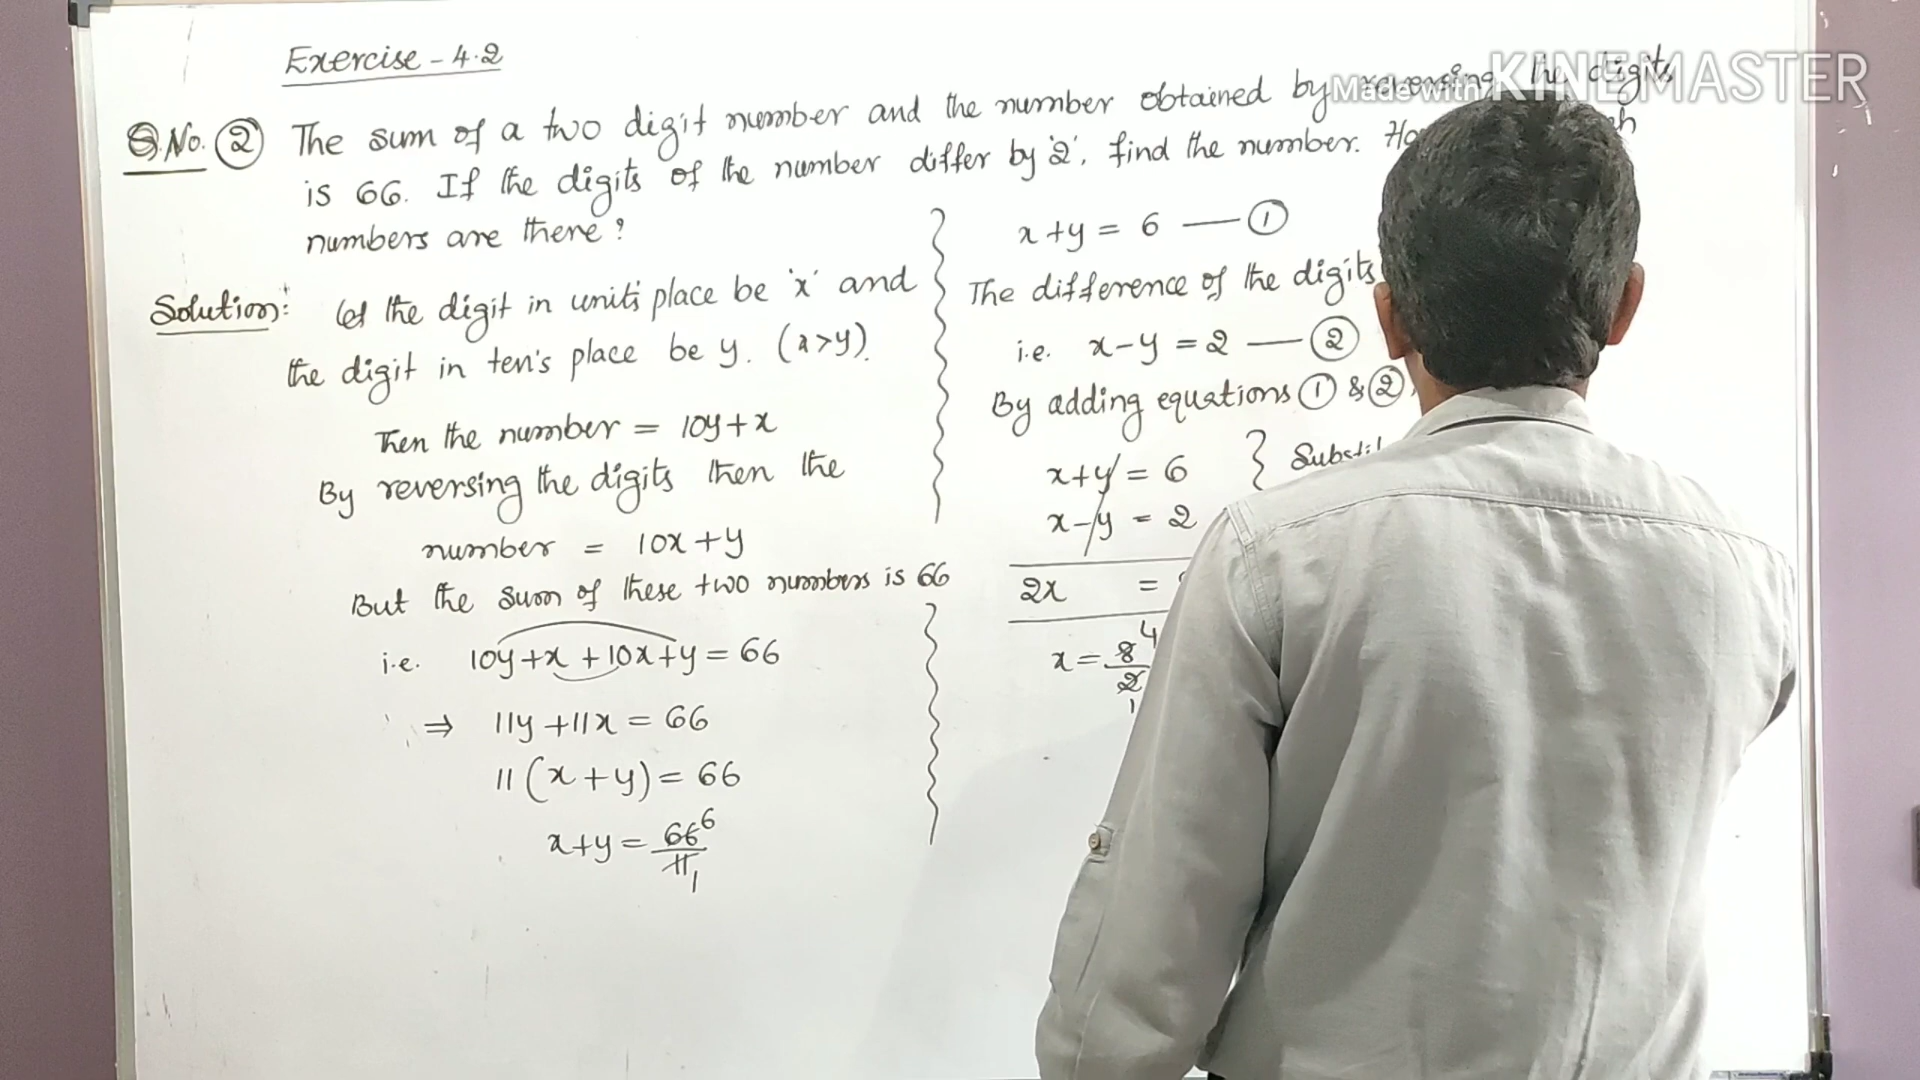 Exercise - 4.2
Made with KINEMASTER
Q.No. 2 The sum of a two digit number and the number obtained by reversing the digits
is 66. If the digits of the number differ by '2', find the number.
numbers are there?
Solution: Let the digit in unit's place be 'x' and
the digit in ten's place be y. (x>y).
Then the number = 10y+x
By reversing the digits then the
number = 10x+y
But the sum of these two numbers is 66
i.e. 10y+x+10x+y=66
⇒ 11y+11x=66
11(x+y)=66
x+y=66/11 6 1
x+y = 6 — 1
The difference of the digits
i.e. x-y = 2 — 2
By adding equations 1 & 2,
x+y = 6
x-y = 2
2x =
x = 8/2 4 1